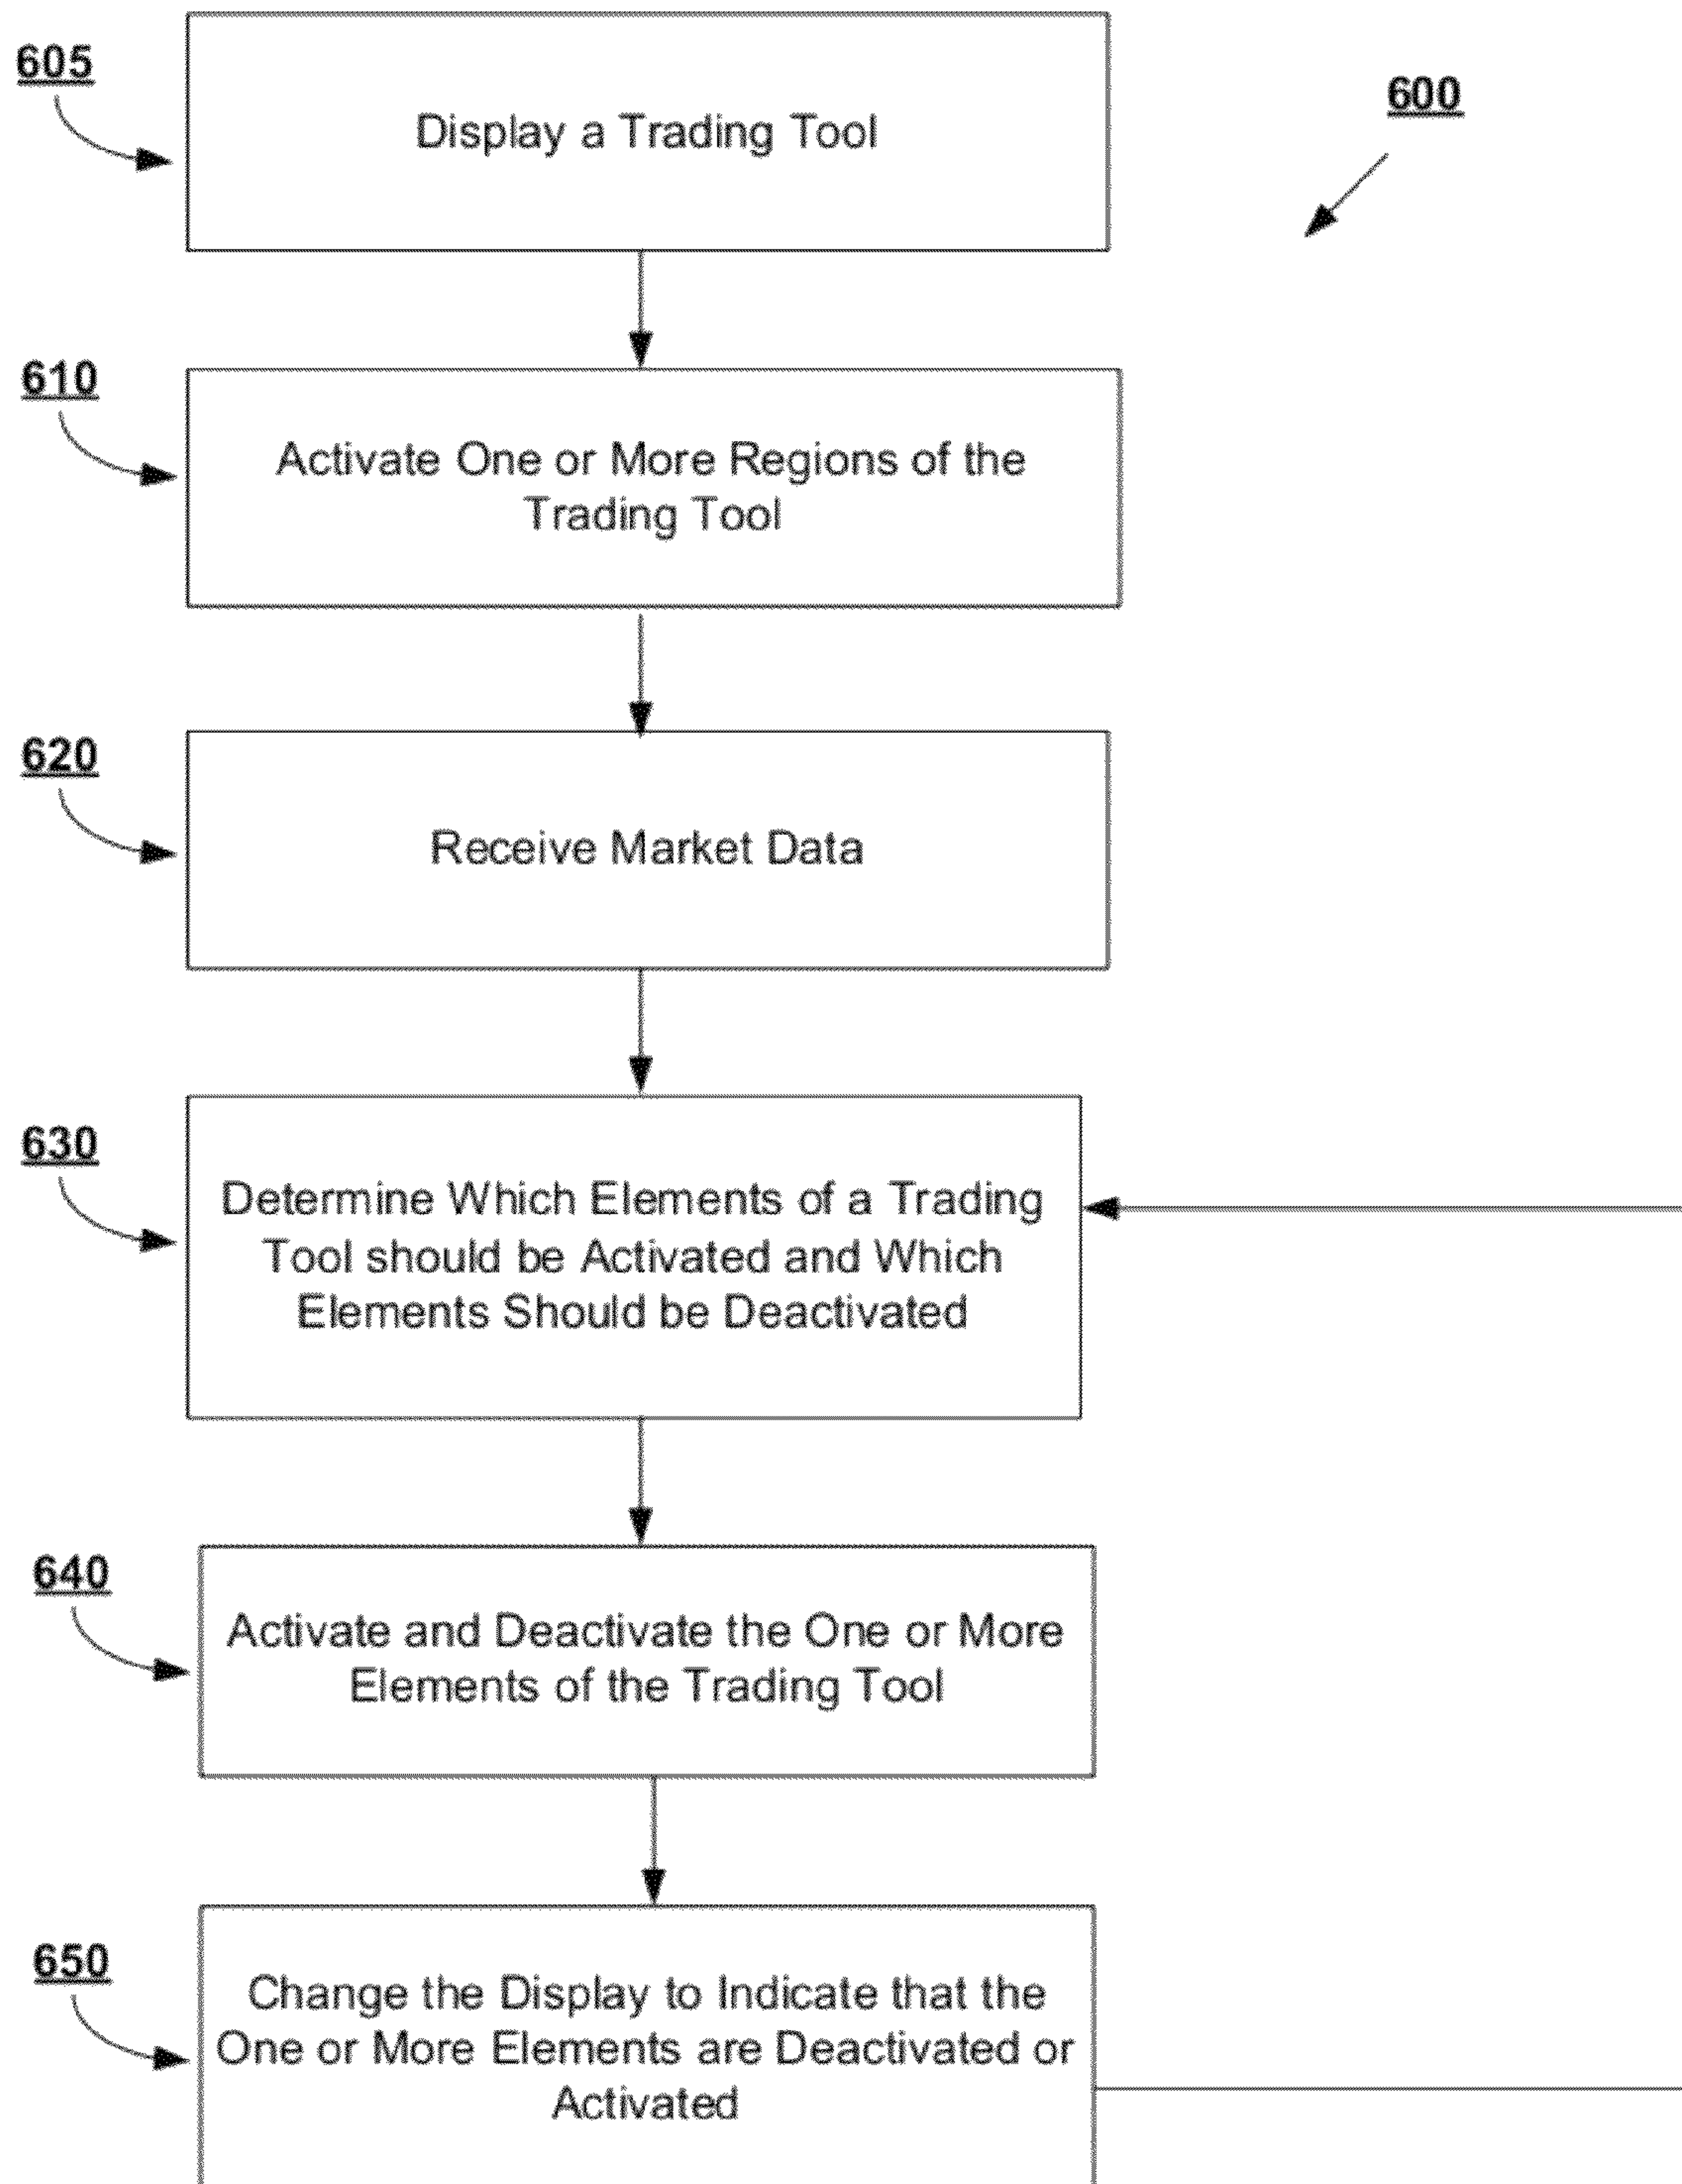 605
Display a Trading Tool
600
610
Activate One or More Regions of the
Trading Tool
620
Receive Market Data
630
Determine Which Elements of a Trading
Tool should be Activated and Which
Elements Should be Deactivated
640
Activate and Deactivate the One or More
Elements of the Trading Tool
650
Change the Display to Indicate that the
One or More Elements are Deactivated or
Activated